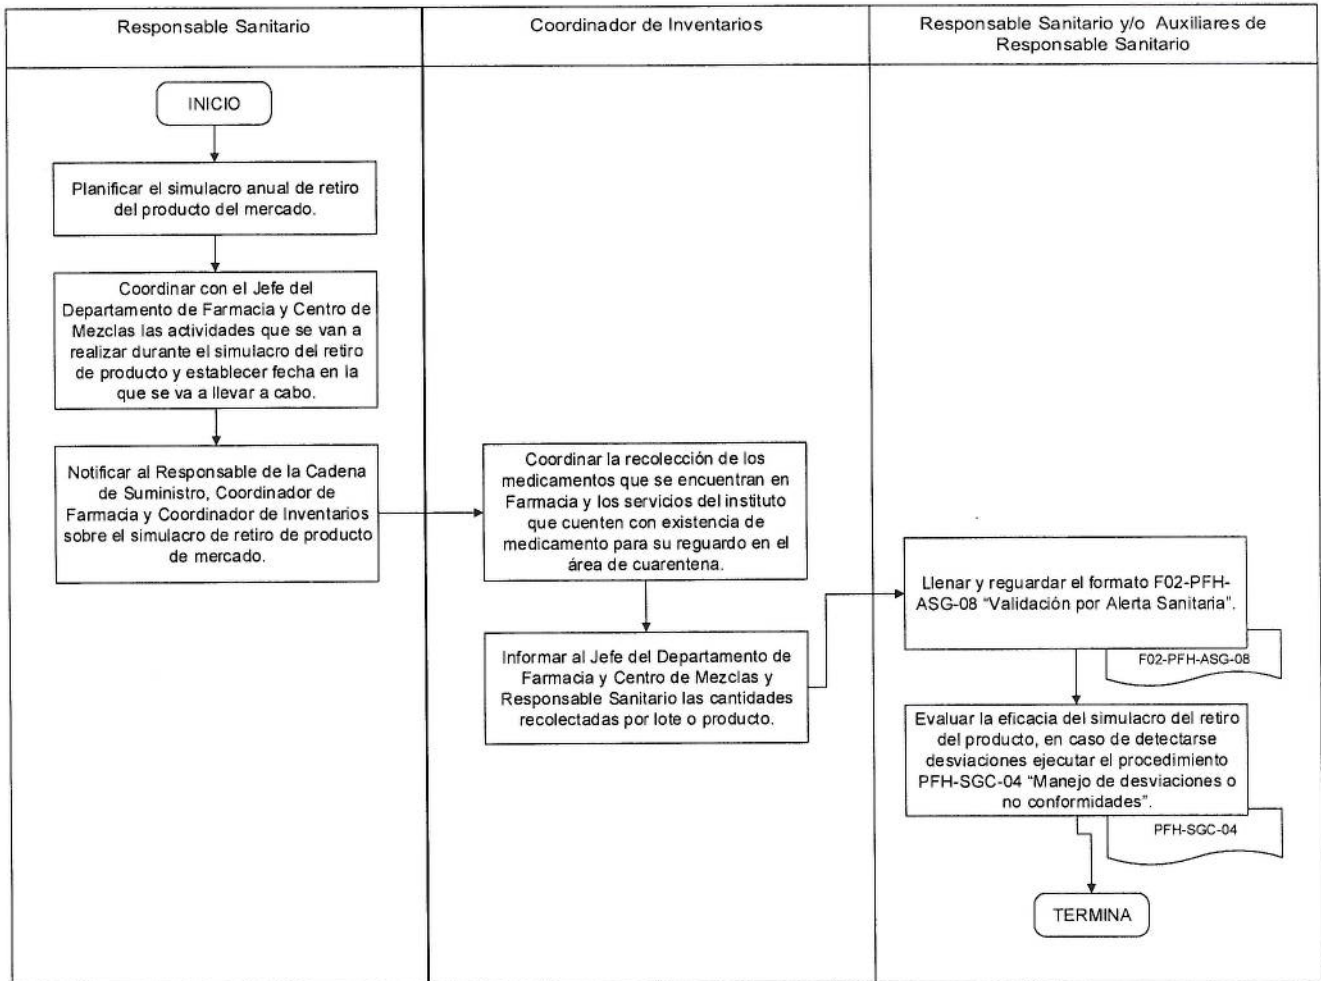 Responsable Sanitario
Coordinador de Inventarios
Responsable Sanitario y/o Auxiliares de
Responsable Sanitario
INICIO
Planificar el simulacro anual de retiro
del producto del mercado.
Coordinar con el Jefe del
Departamento de Farmacia y Centro de
Mezclas las actividades que se van a
realizar durante el simulacro del retiro
de producto y establecer fecha en la
que se va a llevar a cabo.
Notificar al Responsable de la Cadena
de Suministro, Coordinador de
Farmacia y Coordinador de Inventarios
sobre el simulacro de retiro de producto
de mercado.
Coordinar la recolección de los
medicamentos que se encuentran en
Farmacia y los servicios del instituto
que cuenten con existencia de
medicamento para su reguardo en el
área de cuarentena.
Informar al Jefe del Departamento de
Farmacia y Centro de Mezclas y
Responsable Sanitario las cantidades
recolectadas por lote o producto.
Llenar y reguardar el formato F02-PFH-
ASG-08 “Validación por Alerta Sanitaria”.
F02-PFH-ASG-08
Evaluar la eficacia del simulacro del retiro
del producto, en caso de detectarse
desviaciones ejecutar el procedimiento
PFH-SGC-04 “Manejo de desviaciones o
no conformidades”.
PFH-SGC-04
TERMINA